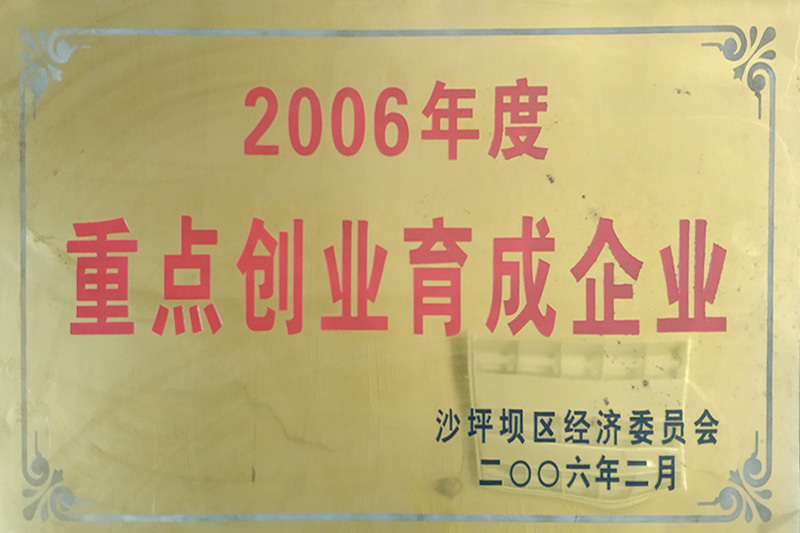 2006年度
重点创业育成企业
沙坪坝区经济委员会
二〇〇六年二月